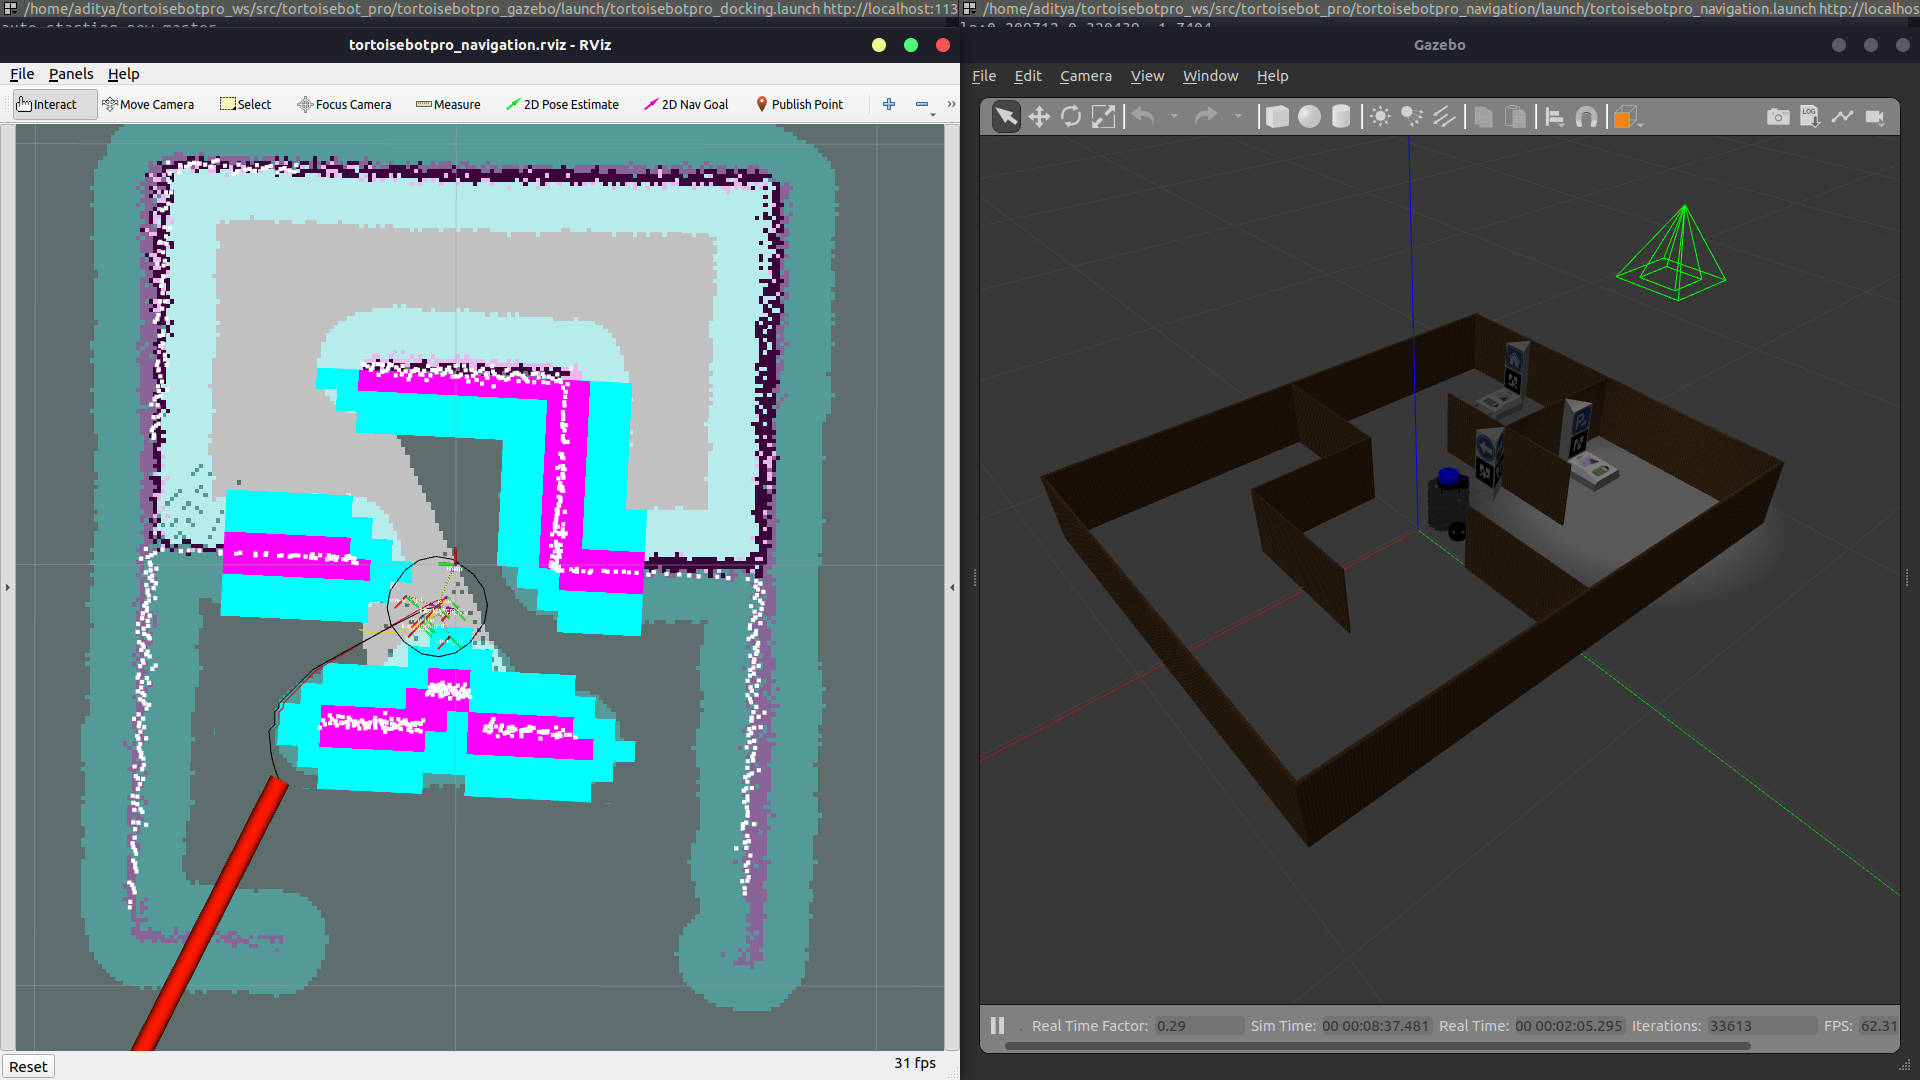 /home/aditya/tortoisebotpro_ws/src/tortoisebot_pro/tortoisebotpro_gazebo/launch/tortoisebotpro_docking.launch http://localhost:113
/home/aditya/tortoisebotpro_ws/src/tortoisebot_pro/tortoisebotpro_navigation/launch/tortoisebotpro_navigation.launch http://localhos
tortoisebotpro_navigation.rviz - RViz
File Panels Help
Interact Move Camera Select Focus Camera Measure 2D Pose Estimate 2D Nav Goal Publish Point
Reset
31 fps
Gazebo
File Edit Camera View Window Help
LOG
Real Time Factor: 0.29 Sim Time: 00 00:08:37.481 Real Time: 00 00:02:05.295 Iterations: 33613 FPS: 62.31